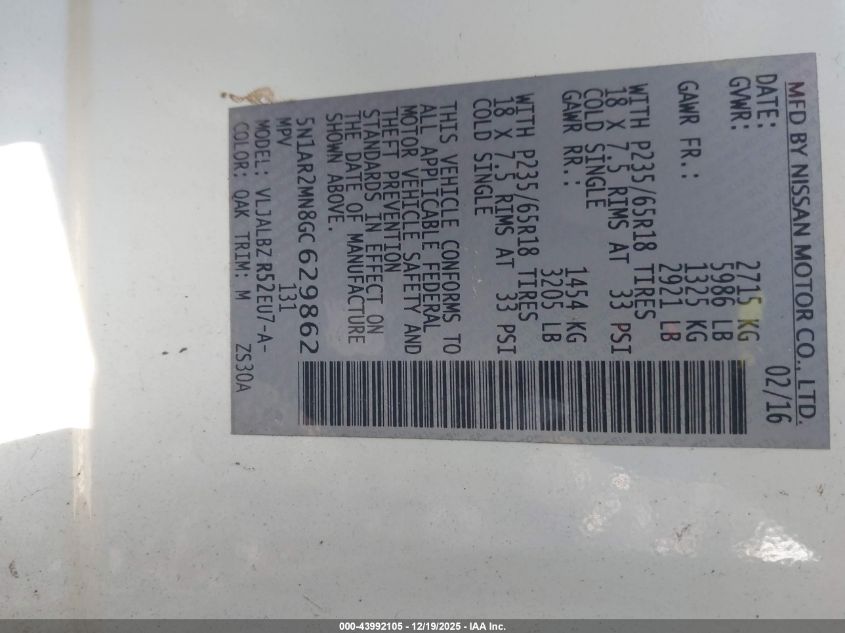 MFD BY NISSAN MOTOR CO., LTD.
DATE: 02/16
GVWR: 2715 KG
5986 LB
GAWR FR.: 1325 KG
2921 LB
WITH P235/65R18 TIRES
18 X 7.5 RIMS AT 33 PSI
COLD SINGLE
GAWR RR.: 1454 KG
3205 LB
WITH P235/65R18 TIRES
18 X 7.5 RIMS AT 33 PSI
COLD SINGLE
THIS VEHICLE CONFORMS TO
ALL APPLICABLE FEDERAL
MOTOR VEHICLE SAFETY AND
THEFT PREVENTION
STANDARDS IN EFFECT ON
THE DATE OF MANUFACTURE
SHOWN ABOVE.
5N1AR2MN8GC629862
MPV 131
MODEL: VLJALBZ R52EU7-A-
COLOR: QAK TRIM: M ZS30A
000-43992105 - 12/19/2025 - IAA Inc.